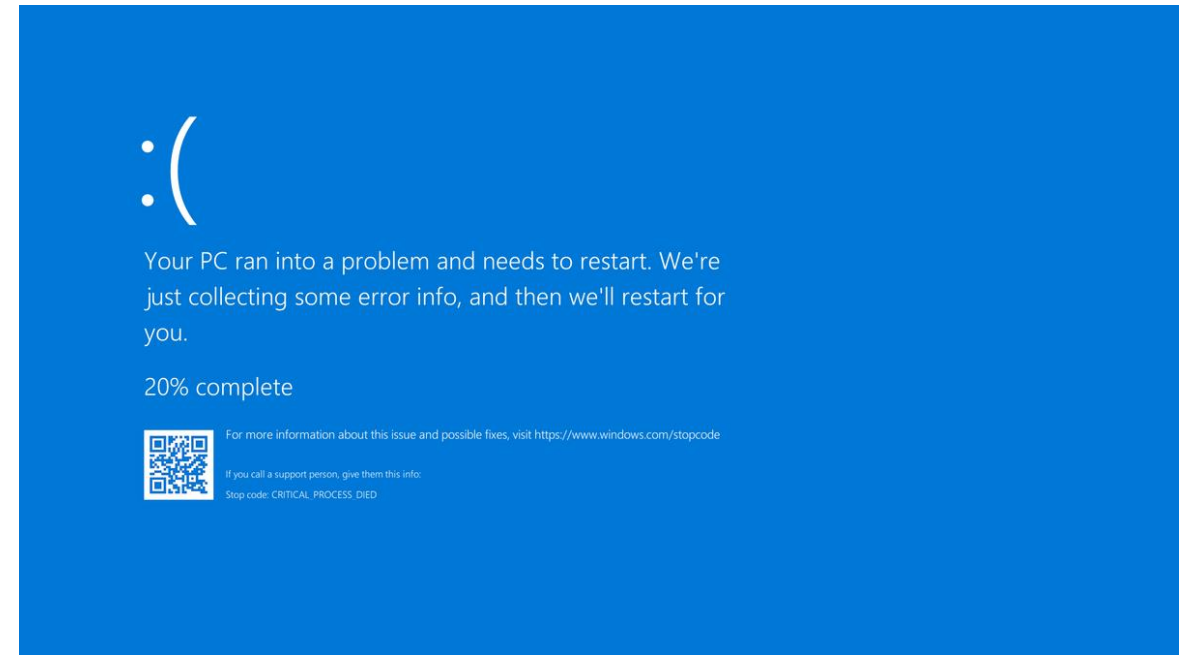 :(
Your PC ran into a problem and needs to restart. We're
just collecting some error info, and then we'll restart for
you.
20% complete
For more information about this issue and possible fixes, visit https://www.windows.com/stopcode
If you call a support person, give them this info:
Stop code: CRITICAL_PROCESS_DIED